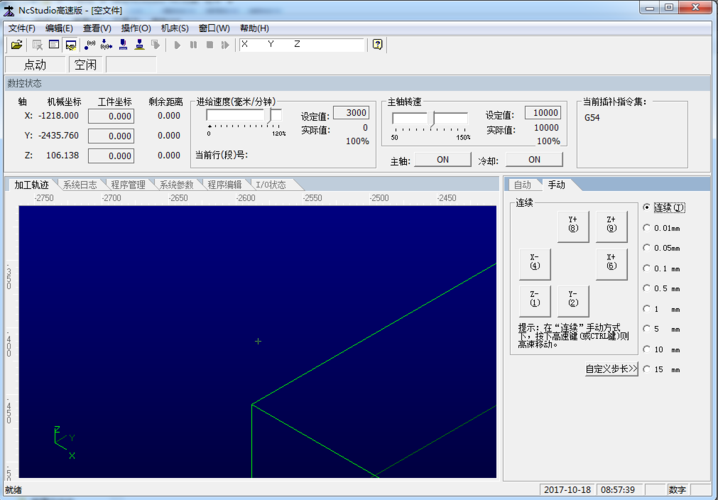 NcStudio高速版 - [空文件]
文件(F) 编辑(E) 查看(V) 操作(O) 机床(S) 窗口(W) 帮助(H)
X Y Z
点动 空闲
数控状态
轴 机械坐标 工件坐标 剩余距离
X: -1218.000 0.000 0.000
Y: -2435.760 0.000 0.000
Z: 106.138 0.000 0.000
进给速度(毫米/分钟)
0 120%
设定值: 3000
实际值: 0
100%
当前行(段)号:
主轴转速
50 150%
设定值: 10000
实际值: 10000
100%
主轴: ON 冷却: ON
当前插补指令集:
G54
加工轨迹 系统日志 程序管理 系统参数 程序编辑 I/O状态
-2750 -2700 -2650 -2600 -2550 -2500 -2450
-350
-400
-450
Z
Y
X
自动 手动
连续
Y+
(8)
Z+
(9)
X-
(4)
X+
(6)
Z-
(1)
Y-
(2)
提示:在“连续”手动方式
下,按下高速键(或CTRL键)则
高速移动。
自定义步长>>
连续(T)
0.01mm
0.05mm
0.1 mm
0.5 mm
1 mm
5 mm
10 mm
15 mm
就绪
2017-10-18 08:57:39 数字